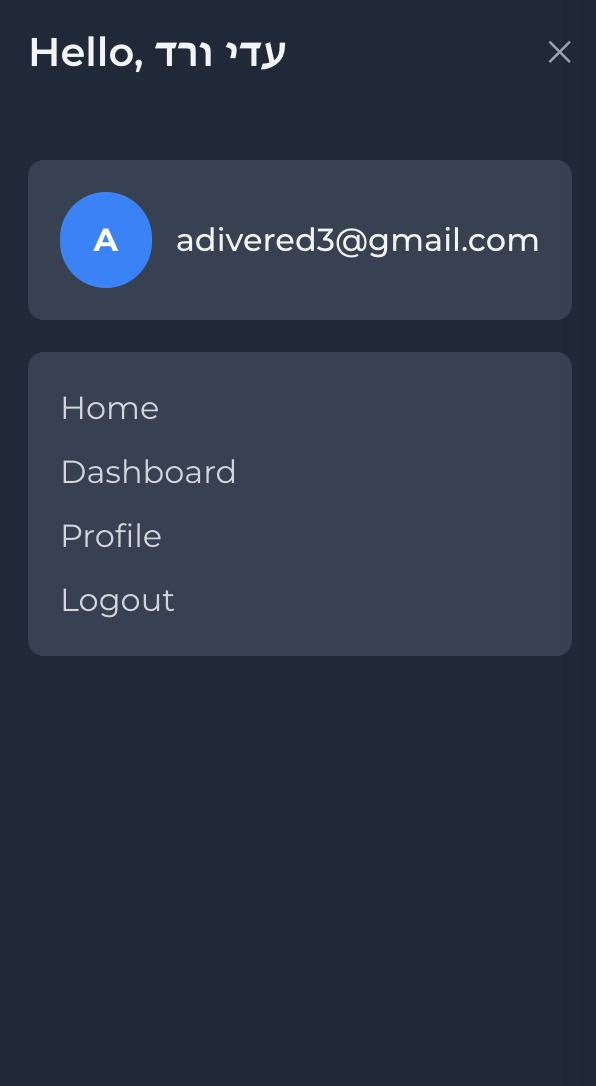 Hello, עדי ורד
A
adivered3@gmail.com
Home
Dashboard
Profile
Logout